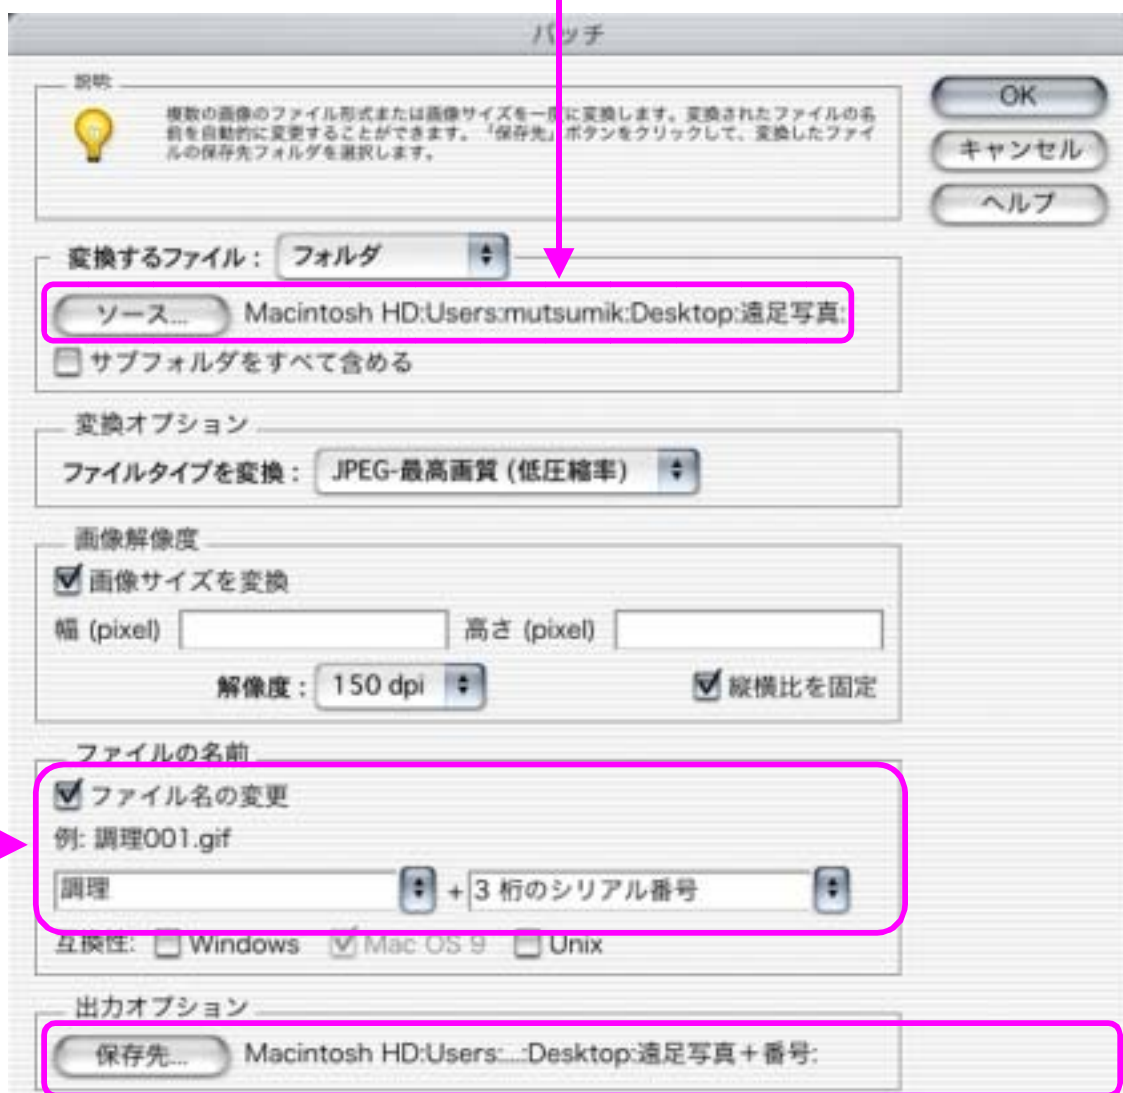 バッチ
説明:
複数の画像のファイル形式または画像サイズを一度に変換します。変換されたファイルの名
前を自動的に変更することができます。「保存先」ボタンをクリックして、変換したファイ
ルの保存先フォルダを選択します。
OK
キャンセル
ヘルプ
変換するファイル： フォルダ
ソース... Macintosh HD:Users:mutsumik:Desktop:遠足写真:
サブフォルダをすべて含める
変換オプション
ファイルタイプを変換： JPEG-最高画質 (低圧縮率)
画像解像度
画像サイズを変換
幅 (pixel) 高さ (pixel)
解像度： 150 dpi 縦横比を固定
ファイルの名前
ファイル名の変更
例: 調理001.gif
調理 + 3 桁のシリアル番号
互換性: Windows Mac OS 9 Unix
出力オプション
保存先... Macintosh HD:Users:...:Desktop:遠足写真＋番号: